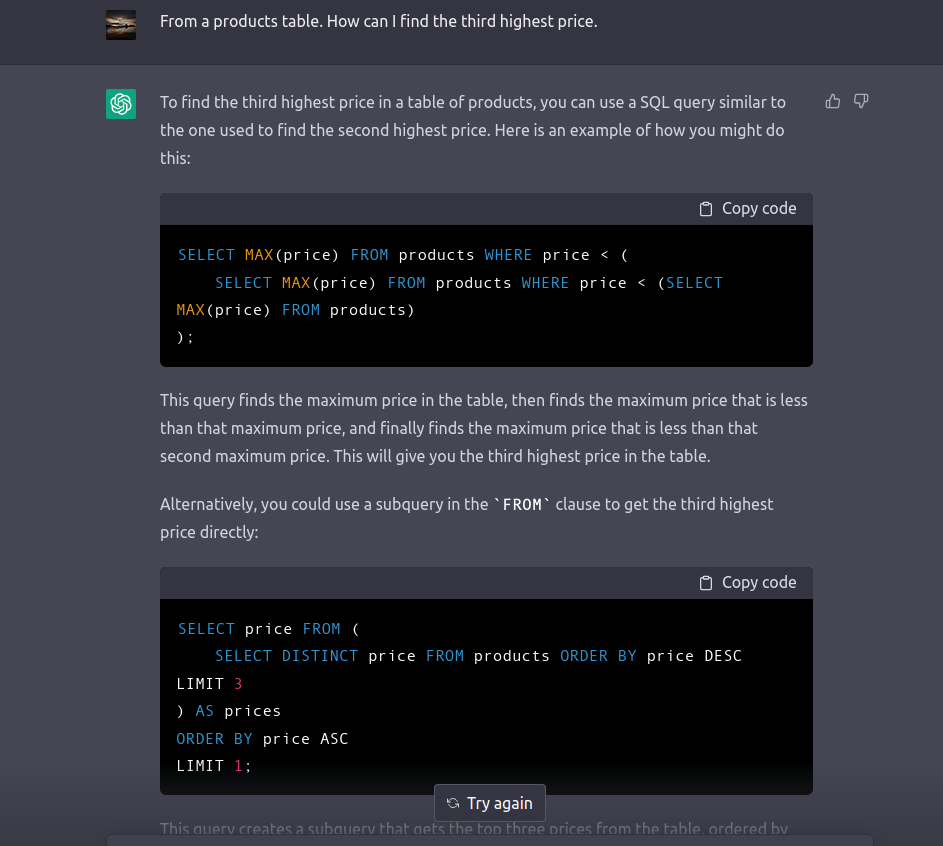 From a products table. How can I find the third highest price.
To find the third highest price in a table of products, you can use a SQL query similar to
the one used to find the second highest price. Here is an example of how you might do
this:
Copy code
SELECT MAX(price) FROM products WHERE price < (
    SELECT MAX(price) FROM products WHERE price < (SELECT
MAX(price) FROM products)
);
This query finds the maximum price in the table, then finds the maximum price that is less
than that maximum price, and finally finds the maximum price that is less than that
second maximum price. This will give you the third highest price in the table.
Alternatively, you could use a subquery in the `FROM` clause to get the third highest
price directly:
Copy code
SELECT price FROM (
    SELECT DISTINCT price FROM products ORDER BY price DESC
LIMIT 3
) AS prices
ORDER BY price ASC
LIMIT 1;
Try again
This query creates a subquery that gets the top three prices from the table, ordered by